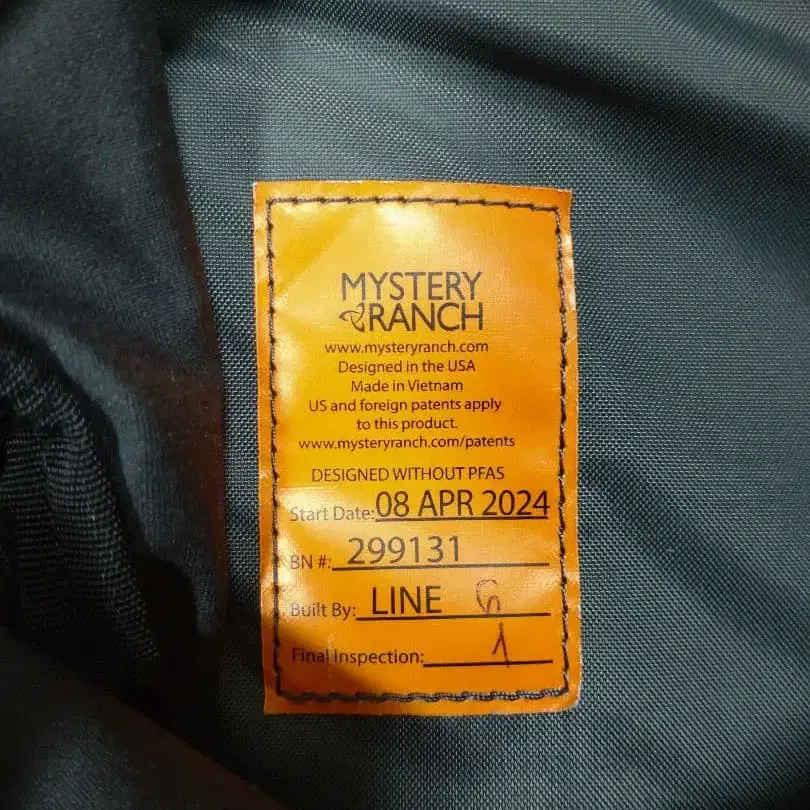 MYSTERY
RANCH
www.mysteryranch.com
Designed in the USA
Made in Vietnam
US and foreign patents apply
to this product.
www.mysteryranch.com/patents
DESIGNED WITHOUT PFAS
Start Date: 08 APR 2024
BN #: 299131
Built By: LINE
Final Inspection: 1